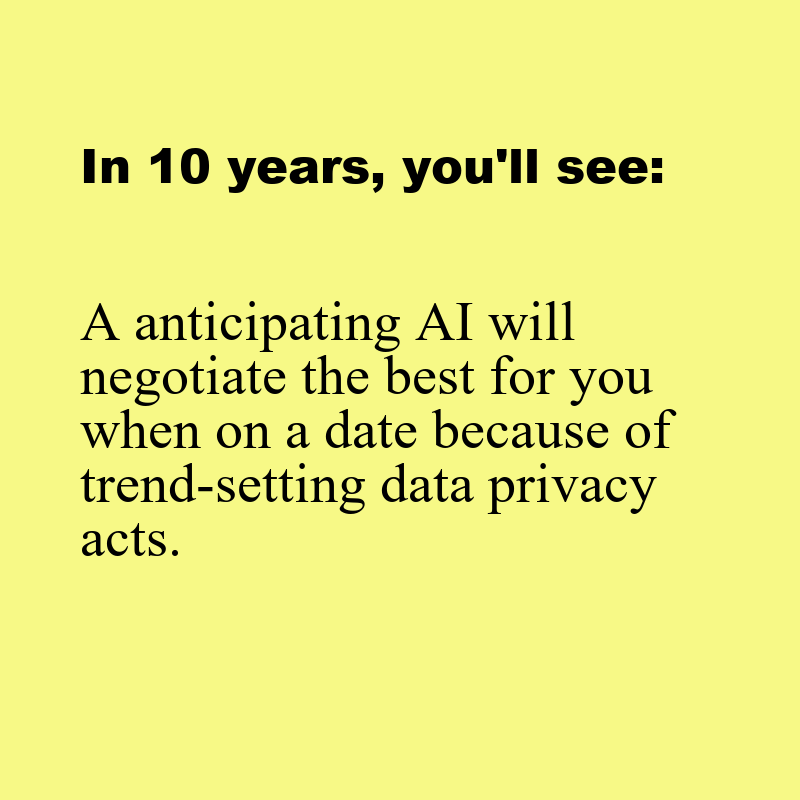 In 10 years, you'll see:
A anticipating AI will
negotiate the best for you
when on a date because of
trend-setting data privacy
acts.